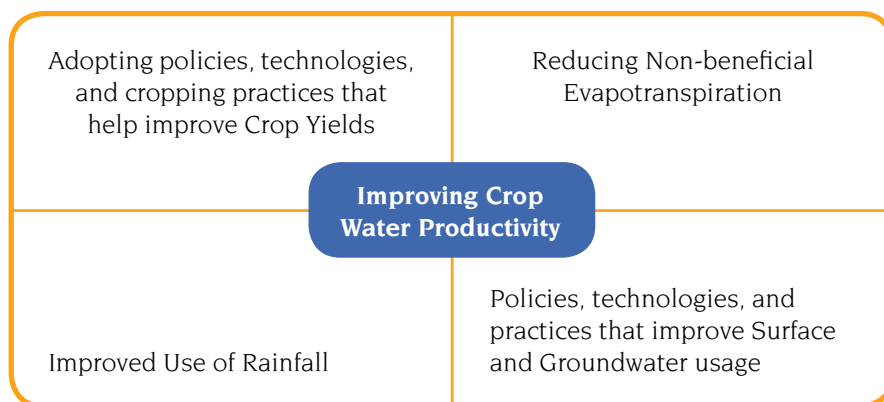 Adopting policies, technologies,
and cropping practices that
help improve Crop Yields
Reducing Non-beneficial
Evapotranspiration
Improving Crop
Water Productivity
Improved Use of Rainfall
Policies, technologies, and
practices that improve Surface
and Groundwater usage